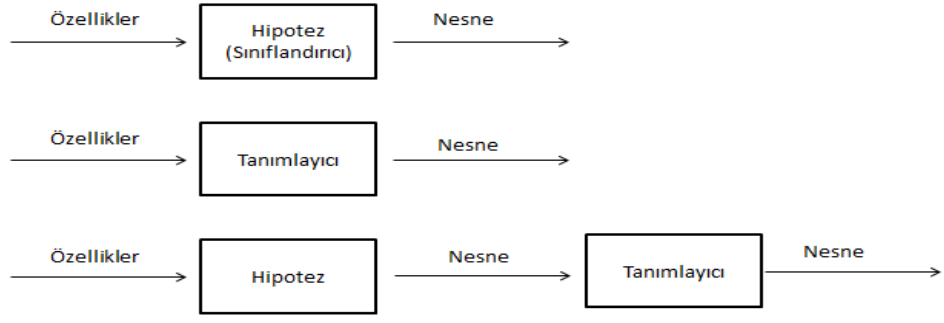 Özellikler
Hipotez
(Sınıflandırıcı)
Nesne
Özellikler
Tanımlayıcı
Nesne
Özellikler
Hipotez
Nesne
Tanımlayıcı
Nesne